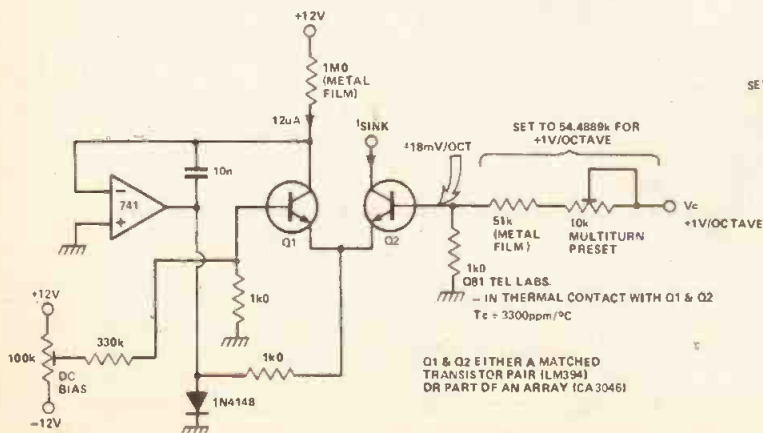 +12V
1M0
(METAL
FILM)
12uA
10n
741
-
+
Q1
Q2
ISINK
±18mV/OCT
SET TO 54.4889k FOR
+1V/OCTAVE
51k
(METAL
FILM)
10k
MULTITURN
PRESET
Vc
+1V/OCTAVE
1k0
Q81 TEL LABS.
– IN THERMAL CONTACT WITH Q1 & Q2
Tc = 3300ppm/°C
1k0
1k0
+12V
100k
DC
BIAS
-12V
330k
1N4148
Q1 & Q2 EITHER A MATCHED
TRANSISTOR PAIR (LM394)
OR PART OF AN ARRAY (CA3046)
SE